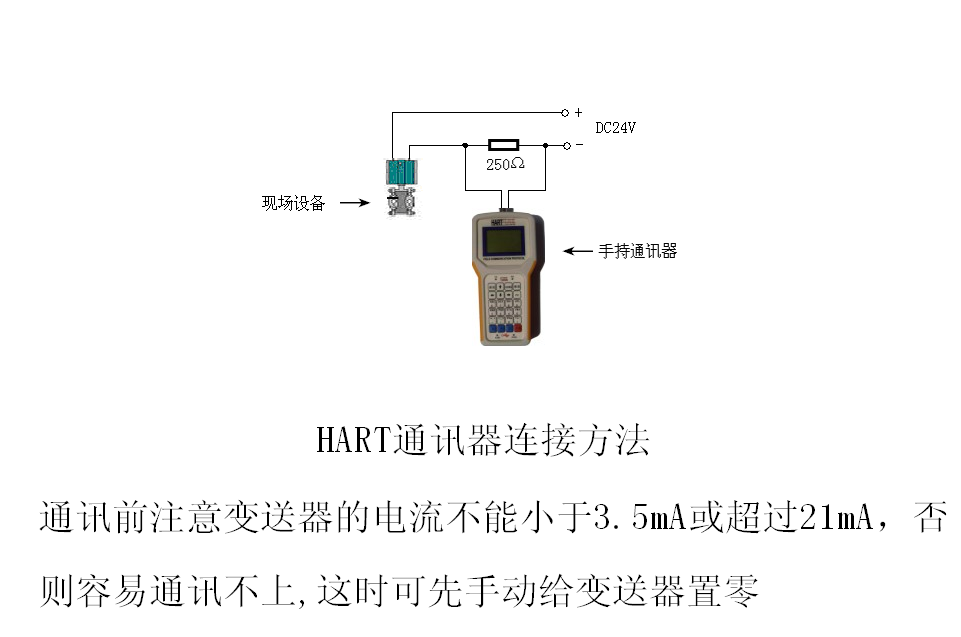 +
DC24V
−
250Ω
现场设备
HART
手持通讯器
HART通讯器连接方法
通讯前注意变送器的电流不能小于3.5mA或超过21mA，否
则容易通讯不上,这时可先手动给变送器置零